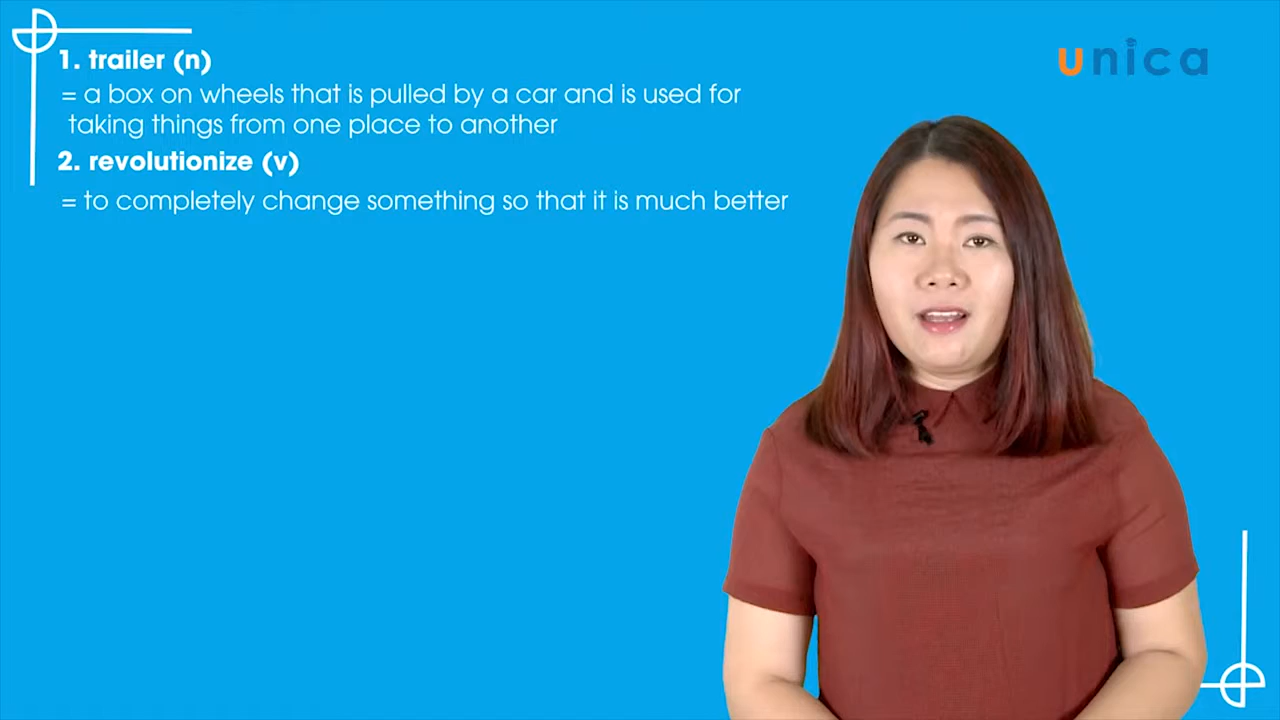 1. trailer (n)
unica
= a box on wheels that is pulled by a car and is used for
taking things from one place to another
2. revolutionize (v)
= to completely change something so that it is much better